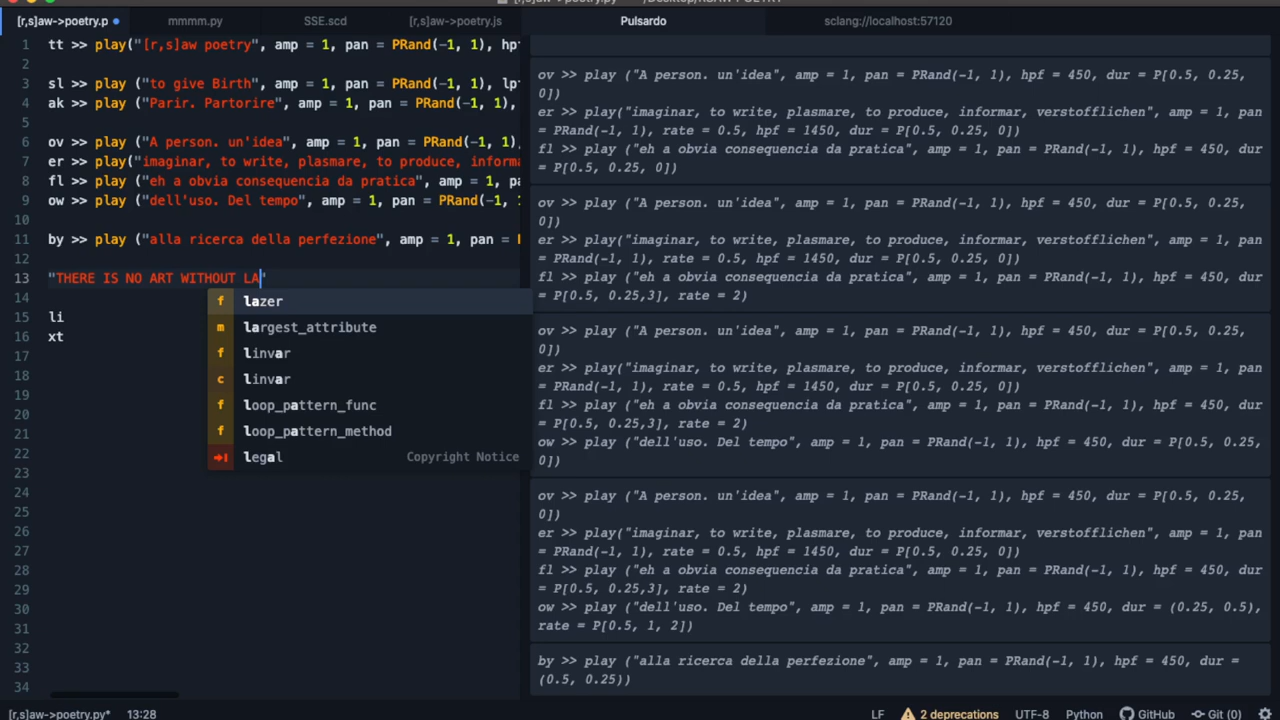 [r,s]aw->poetry.p
mmmm.py
SSE.scd
[r,s]aw->poetry.js
Pulsardo
sclang://localhost:57120
1 tt >> play("[r,s]aw poetry", amp = 1, pan = PRand(-1, 1), hp
2
3 sl >> play ("to give Birth", amp = 1, pan = PRand(-1, 1), lp
4 ak >> play ("Parir. Partorire", amp = 1, pan = PRand(-1, 1),
5
6 ov >> play ("A person. un'idea", amp = 1, pan = PRand(-1, 1)
7 er >> play("imaginar, to write, plasmare, to produce, informa
8 fl >> play ("eh a obvia consequencia da pratica", amp = 1, p
9 ow >> play ("dell'uso. Del tempo", amp = 1, pan = PRand(-1,
10
11 by >> play ("alla ricerca della perfezione", amp = 1, pan =
12
13 "THERE IS NO ART WITHOUT LA"
14
15 li
16 xt
17
18
19
20
21
22
23
24
25
26
27
28
29
30
31
32
33
34
f lazer
m largest_attribute
f linvar
c linvar
f loop_pattern_func
f loop_pattern_method
legal Copyright Notice
ov >> play ("A person. un'idea", amp = 1, pan = PRand(-1, 1), hpf = 450, dur = P[0.5, 0.25,
0])
er >> play("imaginar, to write, plasmare, to produce, informar, verstofflichen", amp = 1, pan
= PRand(-1, 1), rate = 0.5, hpf = 1450, dur = P[0.5, 0.25, 0])
fl >> play ("eh a obvia consequencia da pratica", amp = 1, pan = PRand(-1, 1), hpf = 450, dur
= P[0.5, 0.25, 0])
ov >> play ("A person. un'idea", amp = 1, pan = PRand(-1, 1), hpf = 450, dur = P[0.5, 0.25,
0])
er >> play("imaginar, to write, plasmare, to produce, informar, verstofflichen", amp = 1, pan
= PRand(-1, 1), rate = 0.5, hpf = 1450, dur = P[0.5, 0.25, 0])
fl >> play ("eh a obvia consequencia da pratica", amp = 1, pan = PRand(-1, 1), hpf = 450, dur
= P[0.5, 0.25,3], rate = 2)
ov >> play ("A person. un'idea", amp = 1, pan = PRand(-1, 1), hpf = 450, dur = P[0.5, 0.25,
0])
er >> play("imaginar, to write, plasmare, to produce, informar, verstofflichen", amp = 1, pan
= PRand(-1, 1), rate = 0.5, hpf = 1450, dur = P[0.5, 0.25, 0])
fl >> play ("eh a obvia consequencia da pratica", amp = 1, pan = PRand(-1, 1), hpf = 450, dur
= P[0.5, 0.25,3], rate = 2)
ow >> play ("dell'uso. Del tempo", amp = 1, pan = PRand(-1, 1), hpf = 450, dur = P[0.5, 0.25,
0])
ov >> play ("A person. un'idea", amp = 1, pan = PRand(-1, 1), hpf = 450, dur = P[0.5, 0.25,
0])
er >> play("imaginar, to write, plasmare, to produce, informar, verstofflichen", amp = 1, pan
= PRand(-1, 1), rate = 0.5, hpf = 1450, dur = P[0.5, 0.25, 0])
fl >> play ("eh a obvia consequencia da pratica", amp = 1, pan = PRand(-1, 1), hpf = 450, dur
= P[0.5, 0.25,3], rate = 2)
ow >> play ("dell'uso. Del tempo", amp = 1, pan = PRand(-1, 1), hpf = 450, dur = (0.25, 0.5),
rate = P[0.5, 1, 2])
by >> play ("alla ricerca della perfezione", amp = 1, pan = PRand(-1, 1), hpf = 450, dur =
(0.5, 0.25))
[r,s]aw->poetry.py* 13:28
LF 2 deprecations UTF-8 Python GitHub Git (0)